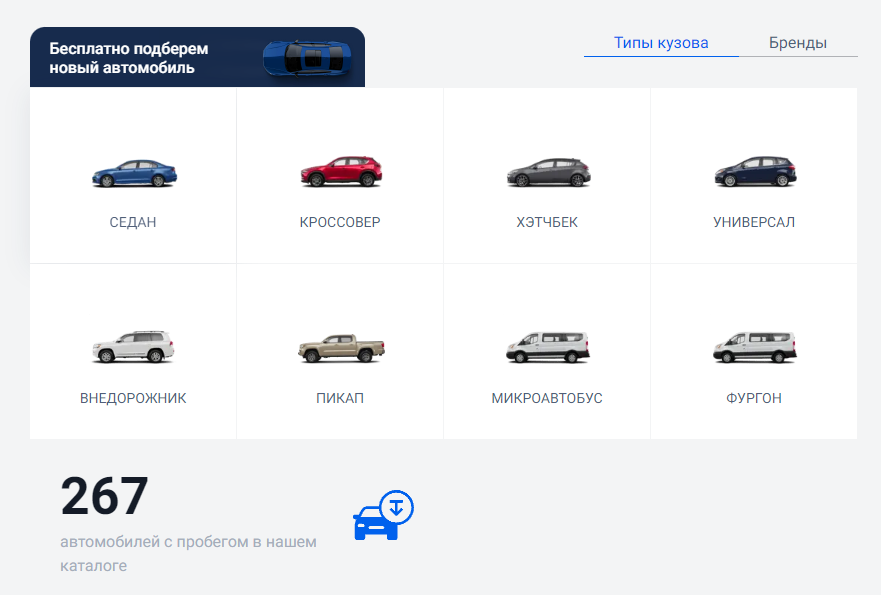 Бесплатно подберем
новый автомобиль
Типы кузова
Бренды
СЕДАН
КРОССОВЕР
ХЭТЧБЕК
УНИВЕРСАЛ
ВНЕДОРОЖНИК
ПИКАП
МИКРОАВТОБУС
ФУРГОН
267
автомобилей с пробегом в нашем
каталоге